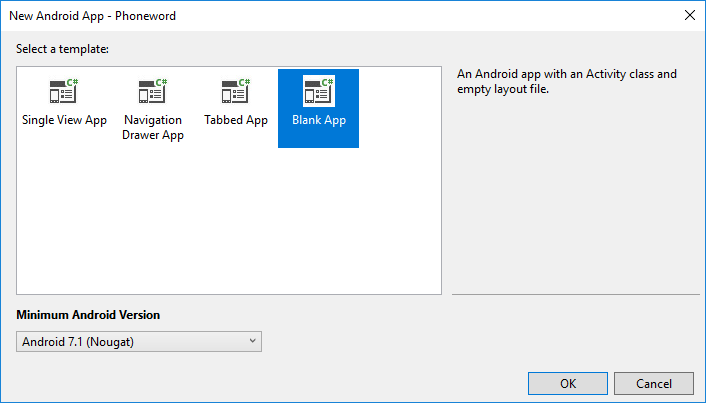 New Android App - Phoneword
Select a template:
C# C# C# C#
Single View App Navigation Tabbed App Blank App
Drawer App
An Android app with an Activity class and
empty layout file.
Minimum Android Version
Android 7.1 (Nougat)
OK Cancel